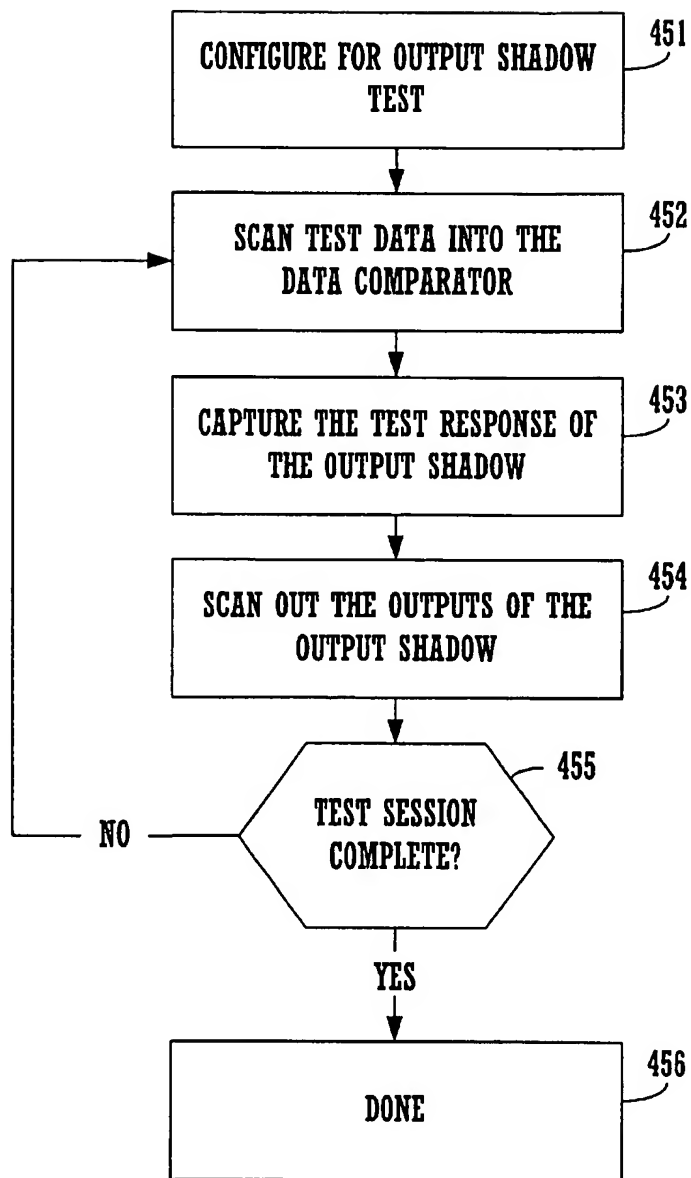 451
CONFIGURE FOR OUTPUT SHADOW
TEST
452
SCAN TEST DATA INTO THE
DATA COMPARATOR
453
CAPTURE THE TEST RESPONSE OF
THE OUTPUT SHADOW
454
SCAN OUT THE OUTPUTS OF THE
OUTPUT SHADOW
455
TEST SESSION
COMPLETE?
NO
YES
456
DONE